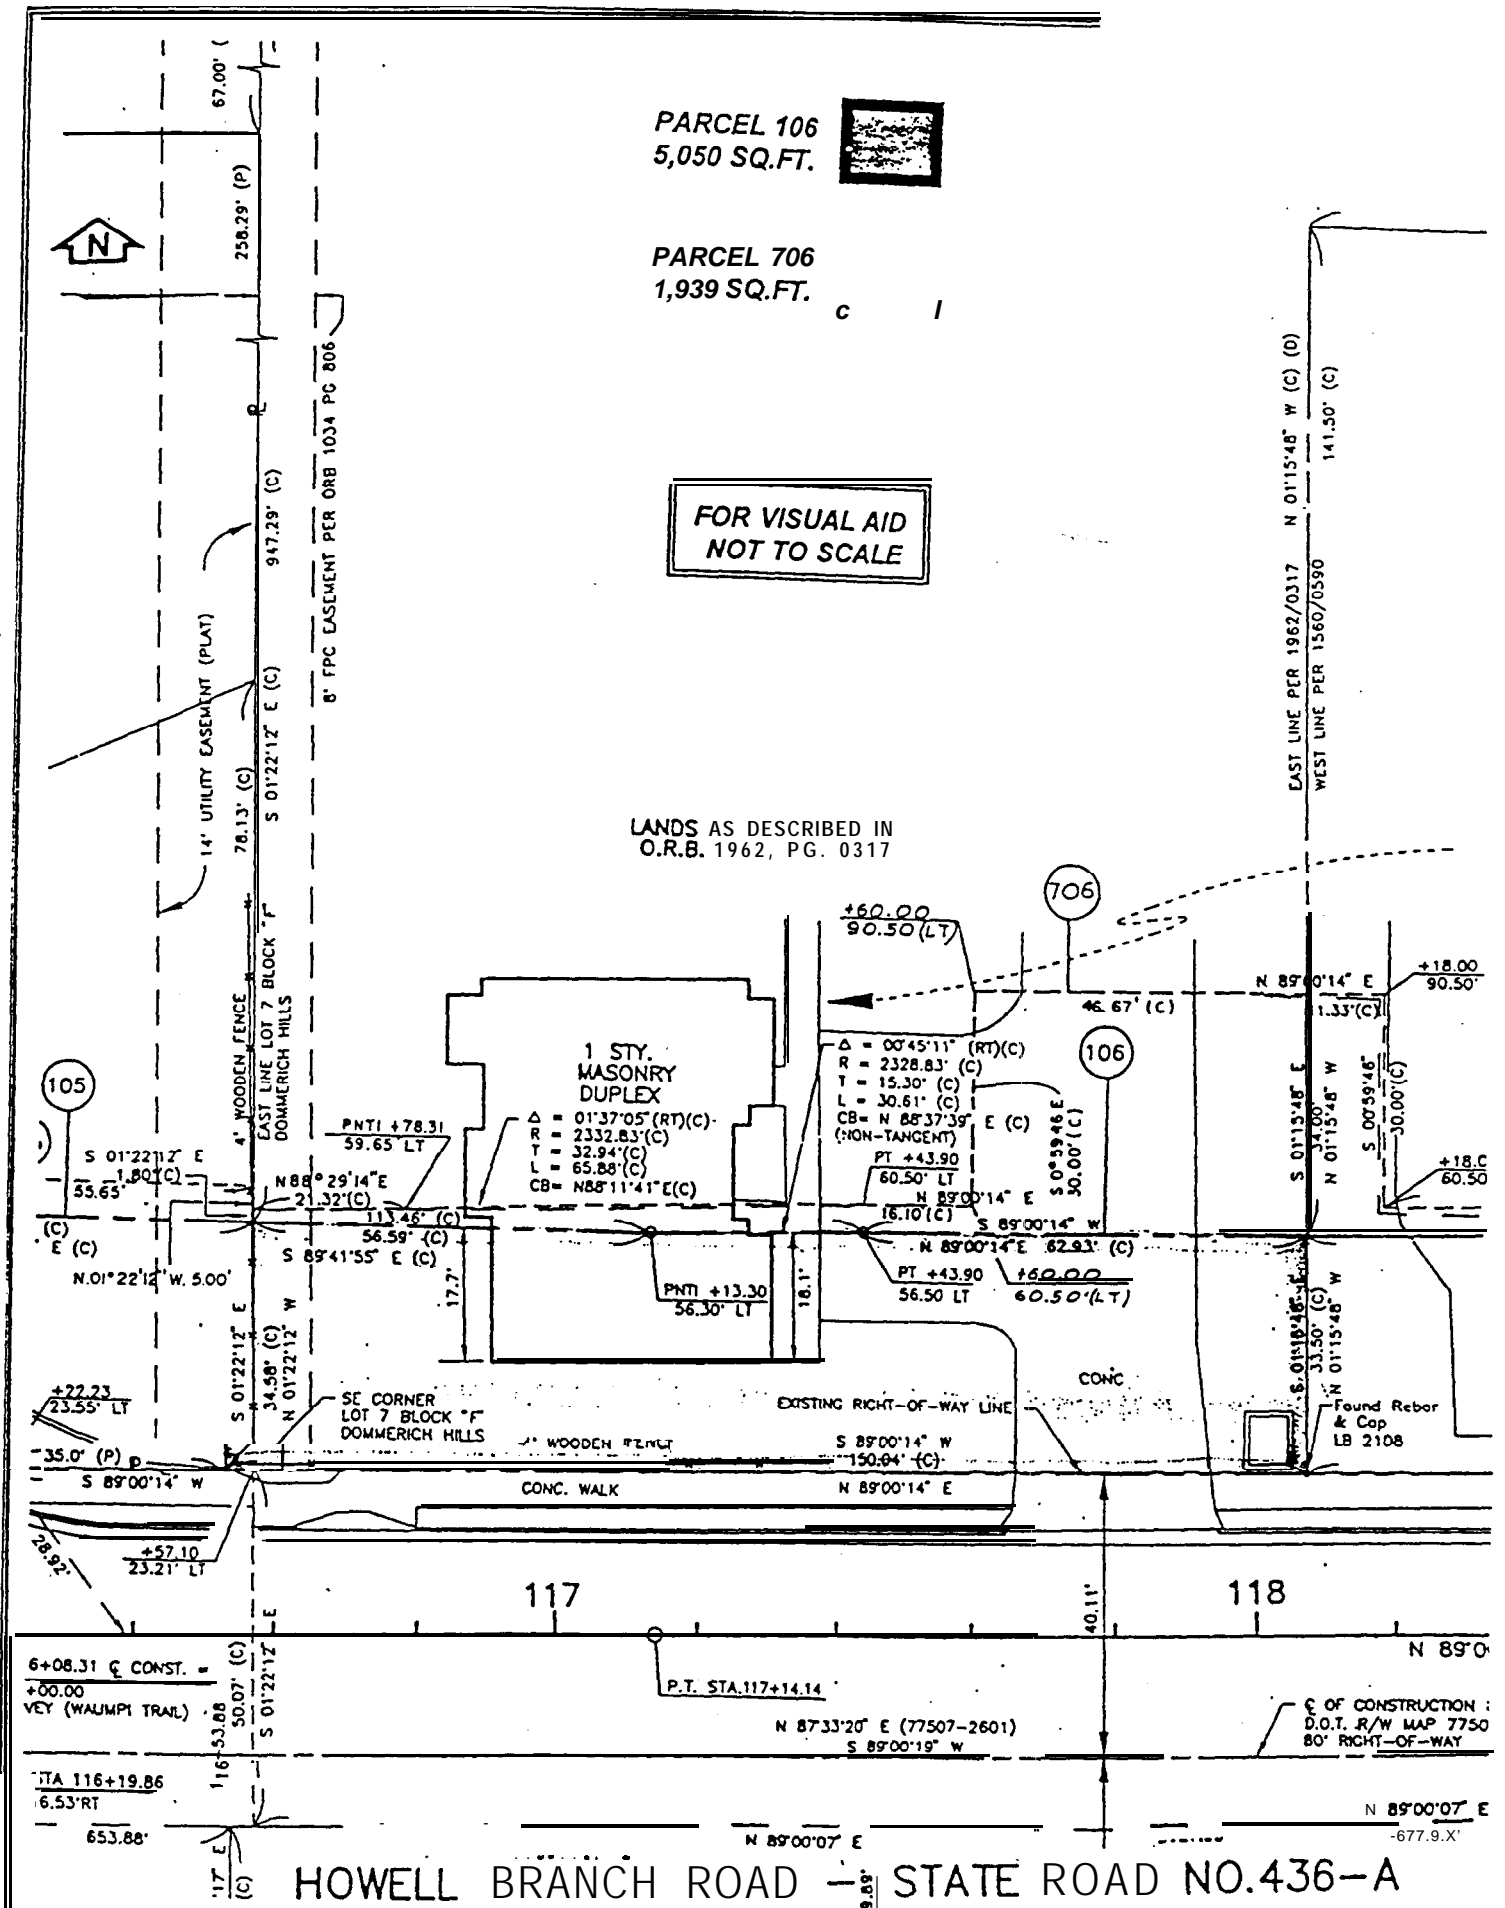 PARCEL 106
5,050 SQ.FT.
PARCEL 706
1,939 SQ.FT.
c I
N
67.00'
258.29' (P)
8' FPC EASEMENT PER ORB 1034 PG 806
947.29' (C)
S 01°22'12" E (C)
14' UTILITY EASEMENT (PLAT)
78.13' (C)
FOR VISUAL AID
NOT TO SCALE
N 01°15'48" W (C) (D)
141.50' (C)
EAST LINE PER 1962/0317
WEST LINE PER 1560/0590
LANDS AS DESCRIBED IN
O.R.B. 1962, PG. 0317
706
+60.00
90.50 (LT)
N 89°00'14" E
+18.00
90.50'
46.67' (C)
11.33'(C)
4' WOODEN FENCE
EAST LINE LOT 7 BLOCK "F"
DOMMERICH HILLS
1 STY.
MASONRY
DUPLEX
Δ = 00°45'11" (RT)(C)
R = 2328.83' (C)
T = 15.30' (C)
L = 30.61' (C)
CB= N 88°37'39" E (C)
(NON-TANGENT)
106
105
S 0°59'46 E
30.00' (C)
S 01°15'48" E
34.00'
N 01°15'48" W
S 00°59'46"
30.00'(C)
PNTI +78.31
59.65' LT
Δ = 01°37'05" (RT)(C)
R = 2332.83'(C)
T = 32.94'(C)
L = 65.88'(C)
CB= N88°11'41"E(C)
PT +43.90
60.50' LT
S 01°22'12" E
1.80'(C)
55.65'
N88°29'14"E
21.32'(C)
N 89°00'14" E
16.10'(C)
60.50
113.46' (C)
56.59' (C)
S 89°41'55" E (C)
S 89°00'14" W
N 89°00'14"E 62.93' (C)
(C)
E (C)
N.01°22'12"W. 5.00'
17.7'
PNTI +13.30
56.30' LT
18.1'
PT +43.90
56.50 LT
+60.00
60.50'(LT)
S 01°22'12" E
34.58' (C)
N 01°22'12" W
33.50' (C)
N 01°15'48" W
+22.23
23.55' LT
SE CORNER
LOT 7 BLOCK "F"
DOMMERICH HILLS
CONC
EXISTING RIGHT-OF-WAY LINE
Found Rebar
& Cap
LB 2108
WOODEN FENCE
35.0' (P)
S 89°00'14" W
S 89°00'14" W
150.04' (C)
N 89°00'14" E
CONC. WALK
28.92'
+57.10
23.21' LT
117
118
40.11'
N 89°0
6+08.31 ℄ CONST. =
+00.00
VEY (WAUMPI TRAIL)
116+53.88
50.07' (C)
S 01°22'12" E
P.T. STA.117+14.14
N 87°33'20" E (77507-2601)
S 89°00'19" W
℄ OF CONSTRUCTION
D.O.T. R/W MAP 7750
80' RIGHT-OF-WAY
STA 116+19.86
6.53'RT
653.88'
N 89°00'07" E
N 89°00'07" E
-677.9.X'
'17" E
(C)
9.89'
HOWELL BRANCH ROAD - STATE ROAD NO.436-A